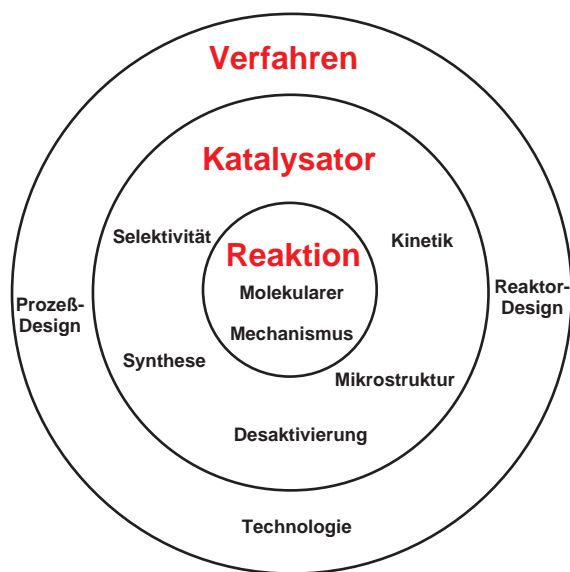 Verfahren
Katalysator
Selektivität
Kinetik
Reaktion
Molekularer
Mechanismus
Prozeß-
Design
Reaktor-
Design
Synthese
Mikrostruktur
Desaktivierung
Technologie